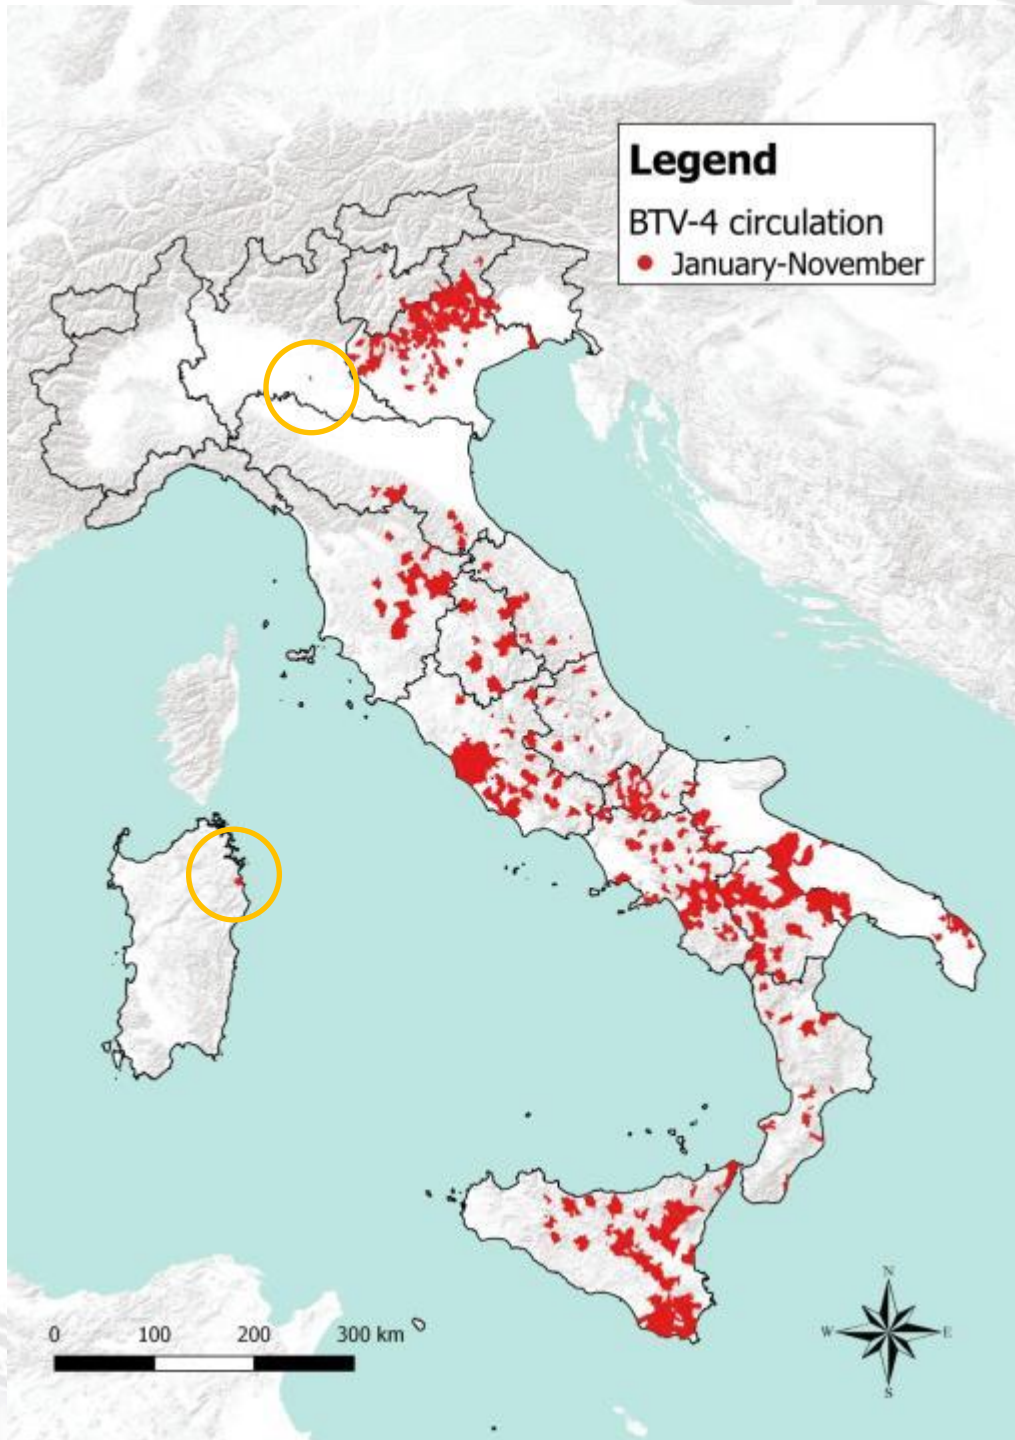 Legend
BTV-4 circulation
January-November
N
W
E
S
0 100 200 300 km